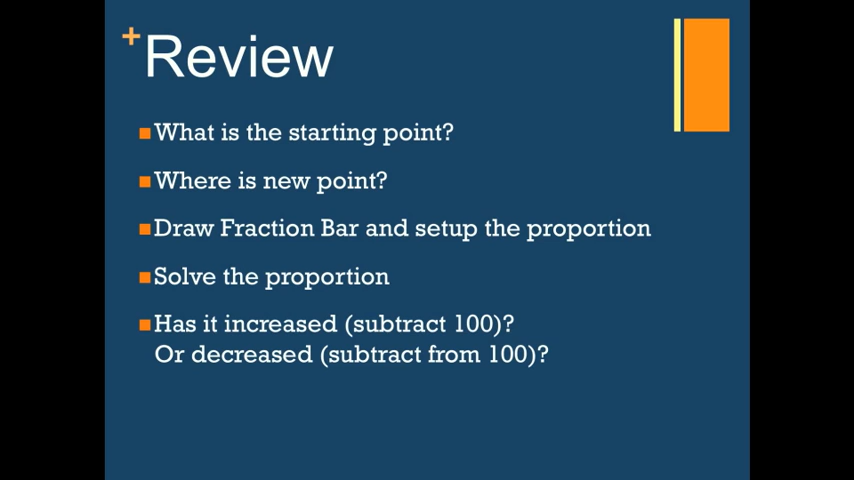 +Review
What is the starting point?
Where is new point?
Draw Fraction Bar and setup the proportion
Solve the proportion
Has it increased (subtract 100)?
Or decreased (subtract from 100)?